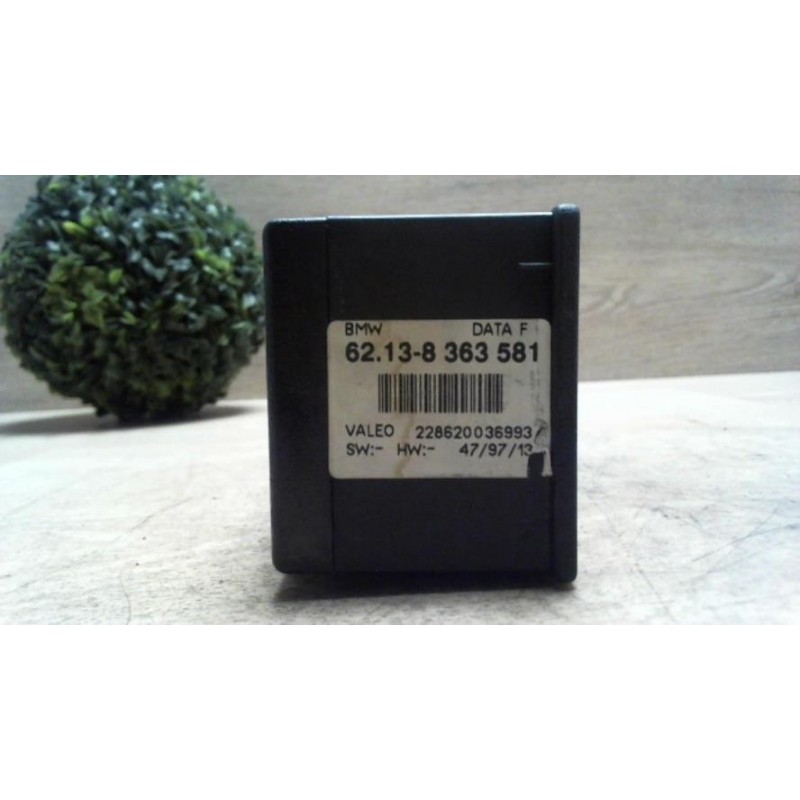 BMW DATA F
62.13-8 363 581
VALEO 228620036993
SW:- HW:- 47/97/13